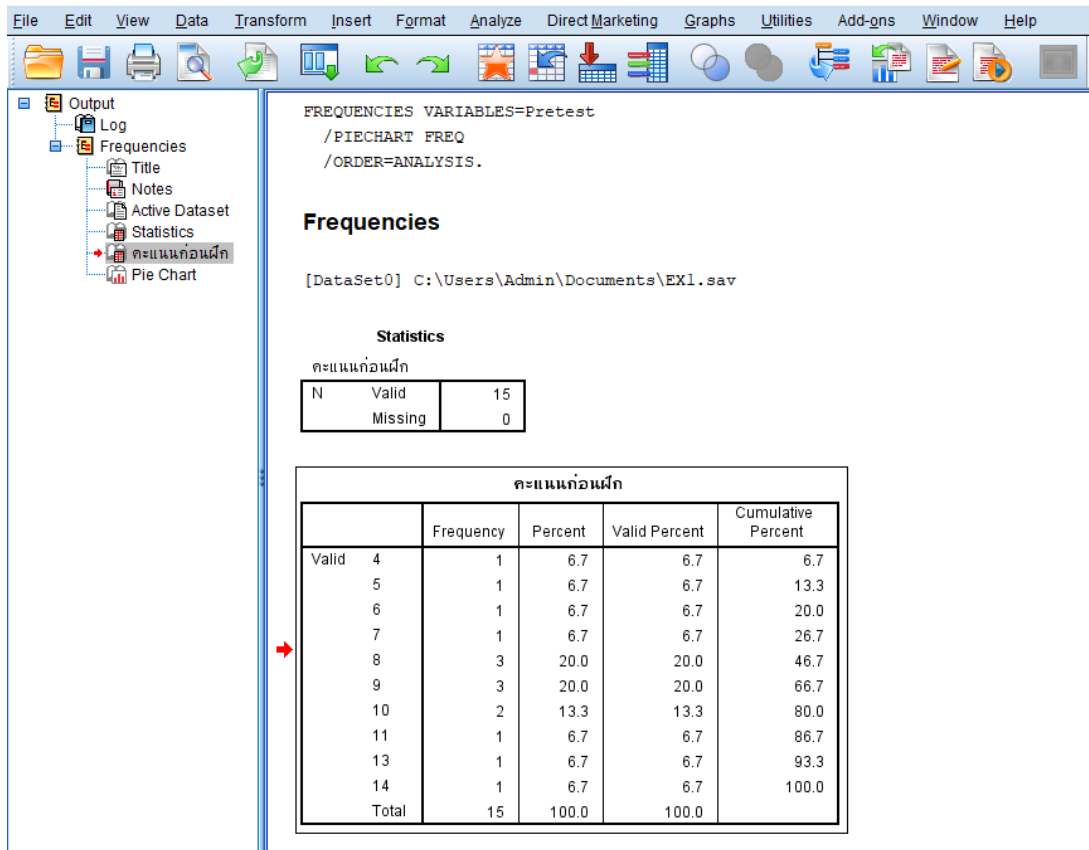 File Edit View Data Transform Insert Format Analyze Direct Marketing Graphs Utilities Add-ons Window Help
Output
Log
Frequencies
Title
Notes
Active Dataset
Statistics
คะแนนก่อนฝึก
Pie Chart
FREQUENCIES VARIABLES=Pretest
/PIECHART FREQ
/ORDER=ANALYSIS.
Frequencies
[DataSet0] C:\Users\Admin\Documents\EX1.sav
Statistics
คะแนนก่อนฝึก
N Valid 15
Missing 0
คะแนนก่อนฝึก
Frequency Percent Valid Percent Cumulative Percent
Valid 4 1 6.7 6.7 6.7
5 1 6.7 6.7 13.3
6 1 6.7 6.7 20.0
7 1 6.7 6.7 26.7
8 3 20.0 20.0 46.7
9 3 20.0 20.0 66.7
10 2 13.3 13.3 80.0
11 1 6.7 6.7 86.7
13 1 6.7 6.7 93.3
14 1 6.7 6.7 100.0
Total 15 100.0 100.0